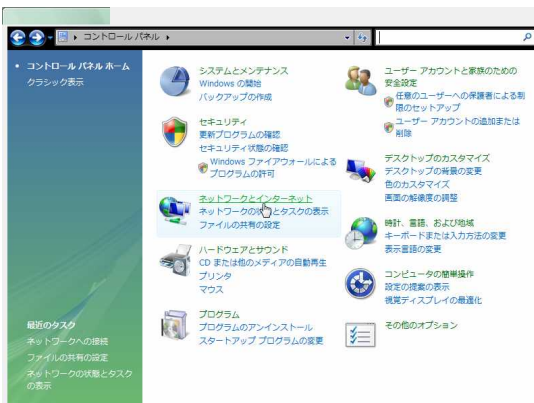 コントロール パネル
コントロール パネル ホーム
クラシック表示
システムとメンテナンス
Windows の開始
バックアップの作成
セキュリティ
更新プログラムの確認
セキュリティ状態の確認
Windows ファイアウォールによる
プログラムの許可
ネットワークとインターネット
ネットワークの状態とタスクの表示
ファイルの共有の設定
ハードウェアとサウンド
CD または他のメディアの自動再生
プリンタ
マウス
プログラム
プログラムのアンインストール
スタートアップ プログラムの変更
ユーザー アカウントと家族のための
安全設定
任意のユーザーへの保護者による制
限のセットアップ
ユーザー アカウントの追加または
削除
デスクトップのカスタマイズ
デスクトップの背景の変更
色のカスタマイズ
画面の解像度の調整
時計、言語、および地域
キーボードまたは入力方法の変更
表示言語の変更
コンピュータの簡単操作
設定の提案の表示
視覚ディスプレイの最適化
その他のオプション
最近のタスク
ネットワークへの接続
ファイルの共有の設定
ネットワークの状態とタスク
の表示